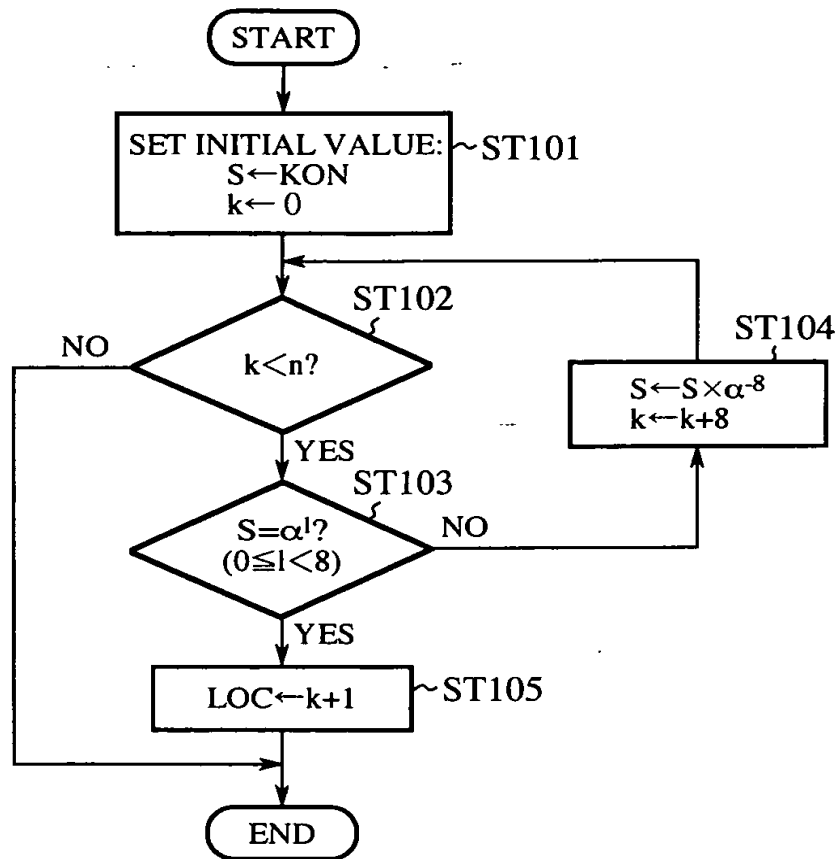 START
SET INITIAL VALUE:
S←KON
k←0
ST101
ST102
NO
k<n?
YES
ST104
S←S×α⁻⁸
k←k+8
ST103
S=αˡ?
(0≦l<8)
NO
YES
LOC←k+l
ST105
END